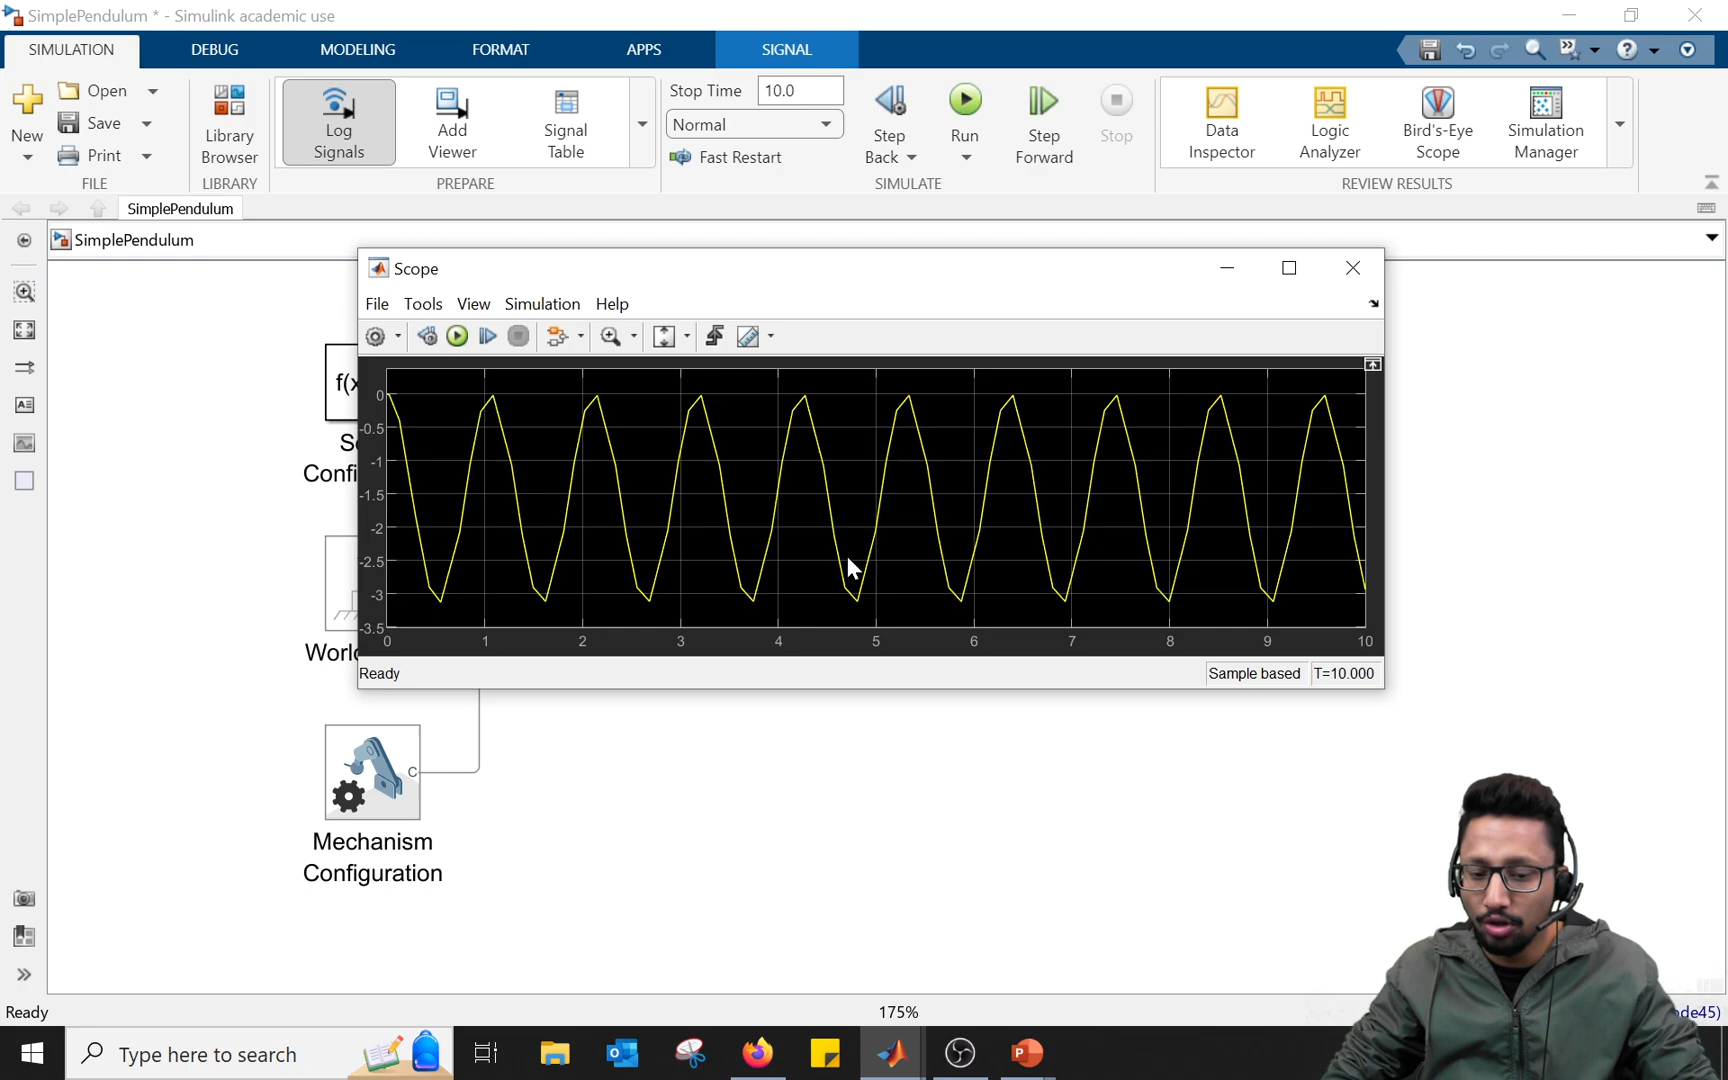 SimplePendulum * - Simulink academic use
SIMULATION DEBUG MODELING FORMAT APPS SIGNAL
New
Open
Save
Print
FILE
Library
Browser
LIBRARY
Log
Signals
Add
Viewer
Signal
Table
PREPARE
Stop Time 10.0
Normal
Fast Restart
Step
Back
Run
Step
Forward
Stop
SIMULATE
Data
Inspector
Logic
Analyzer
Bird's-Eye
Scope
Simulation
Manager
REVIEW RESULTS
SimplePendulum
SimplePendulum
Scope
File Tools View Simulation Help
0
-0.5
-1
-1.5
-2
-2.5
-3
-3.5
0 1 2 3 4 5 6 7 8 9 10
Ready Sample based T=10.000
f(x
C
Mechanism
Configuration
Ready 175%
Type here to search